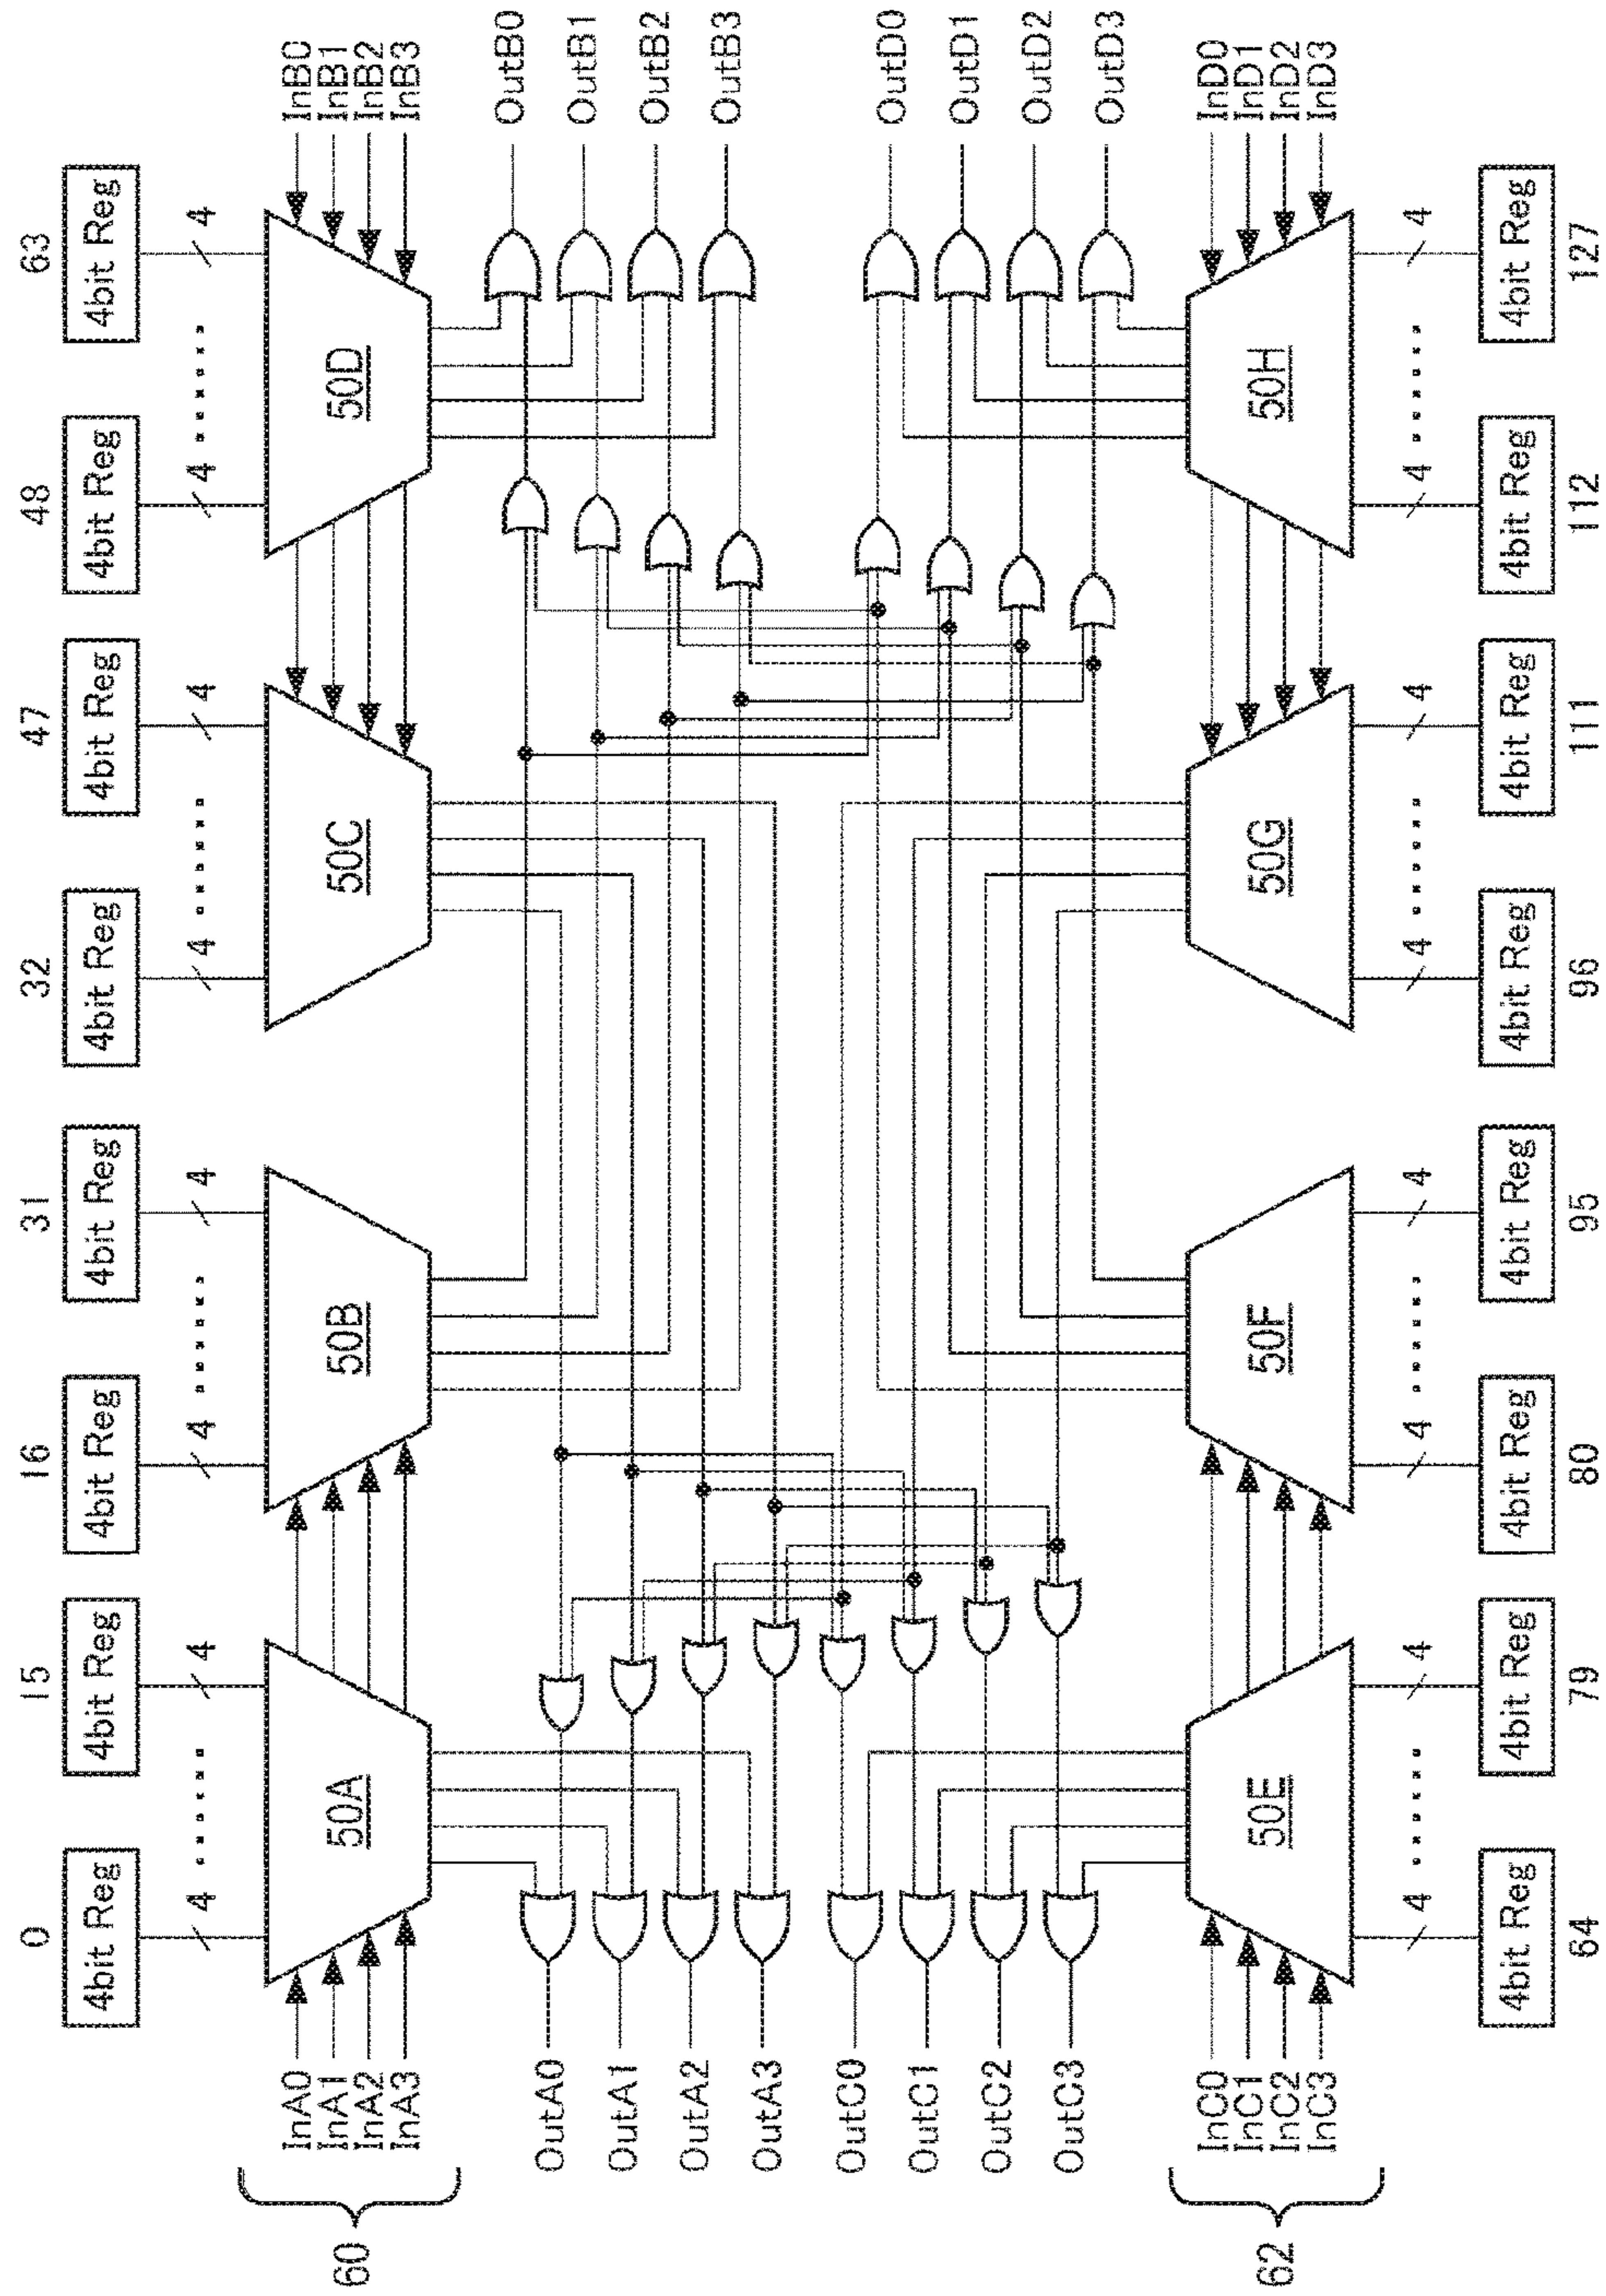 0
15
16
31
32
47
48
63
4bit Reg
4bit Reg
4bit Reg
4bit Reg
4bit Reg
4bit Reg
4bit Reg
4bit Reg
4
4
4
4
4
4
4
4
InA0
InA1
InA2
InA3
50A
50B
50C
50D
InB0
InB1
InB2
InB3
60
OutA0
OutA1
OutA2
OutA3
OutB0
OutB1
OutB2
OutB3
OutC0
OutC1
OutC2
OutC3
OutD0
OutD1
OutD2
OutD3
InC0
InC1
InC2
InC3
50E
50F
50G
50H
InD0
InD1
InD2
InD3
62
4
4
4
4
4
4
4
4
4bit Reg
4bit Reg
4bit Reg
4bit Reg
4bit Reg
4bit Reg
4bit Reg
4bit Reg
64
79
80
95
96
111
112
127